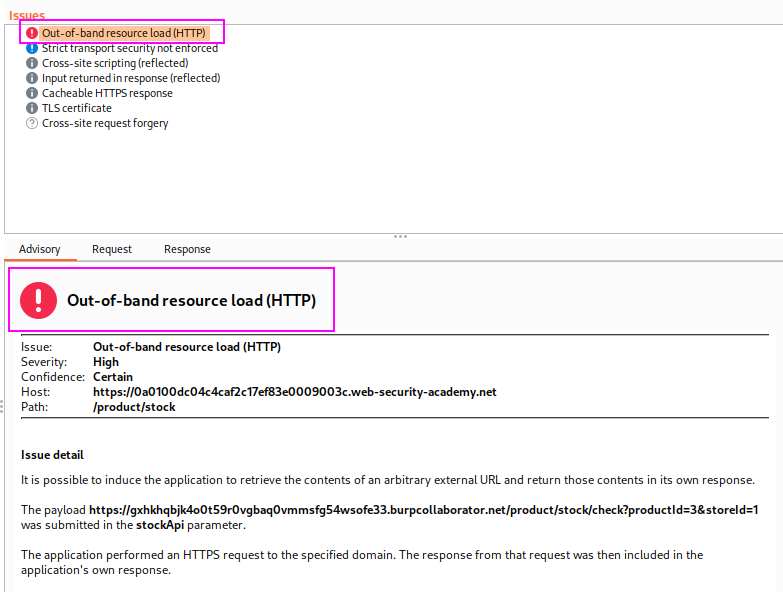 Issues
Out-of-band resource load (HTTP)
Strict transport security not enforced
Cross-site scripting (reflected)
Input returned in response (reflected)
Cacheable HTTPS response
TLS certificate
Cross-site request forgery
Advisory Request Response
Out-of-band resource load (HTTP)
Issue: Out-of-band resource load (HTTP)
Severity: High
Confidence: Certain
Host: https://0a0100dc04c4caf2c17ef83e0009003c.web-security-academy.net
Path: /product/stock
Issue detail
It is possible to induce the application to retrieve the contents of an arbitrary external URL and return those contents in its own response.
The payload https://gxhkhqbjk4o0t59r0vgbaq0vmmsfg54wsofe33.burpcollaborator.net/product/stock/check?productId=3&storeId=1
was submitted in the stockApi parameter.
The application performed an HTTPS request to the specified domain. The response from that request was then included in the
application's own response.